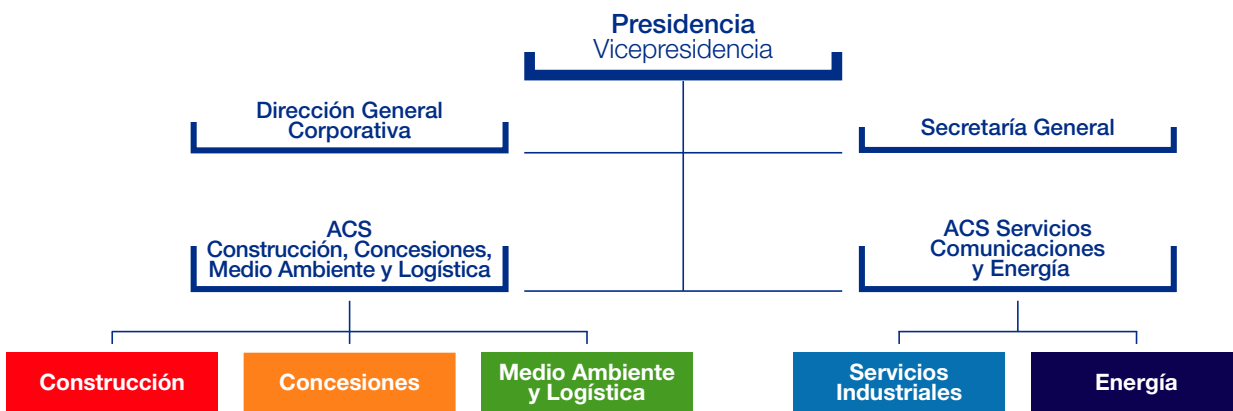 Presidencia
Vicepresidencia
Dirección General
Corporativa
Secretaría General
ACS
Construcción, Concesiones,
Medio Ambiente y Logística
ACS Servicios
Comunicaciones
y Energía
Construcción
Concesiones
Medio Ambiente
y Logística
Servicios
Industriales
Energía